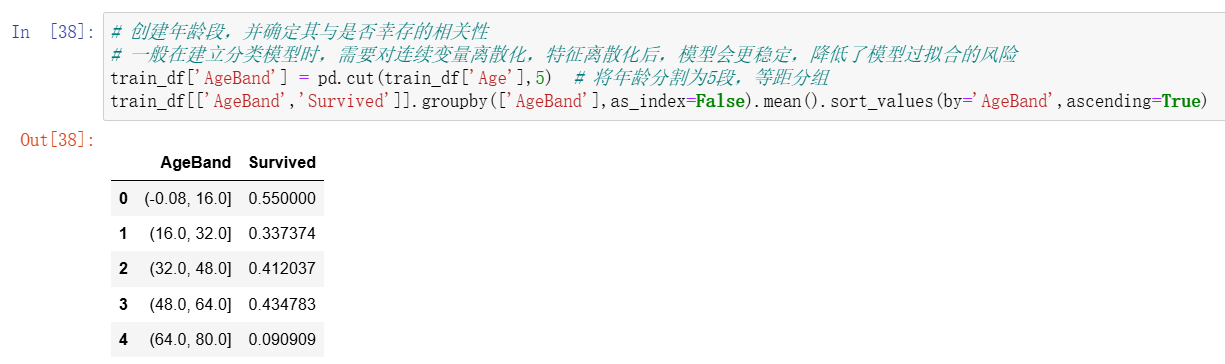 In [38]: # 创建年龄段，并确定其与是否幸存的相关性
# 一般在建立分类模型时，需要对连续变量离散化，特征离散化后，模型会更稳定，降低了模型过拟合的风险
train_df['AgeBand'] = pd.cut(train_df['Age'],5)  # 将年龄分割为5段，等距分组
train_df[['AgeBand','Survived']].groupby(['AgeBand'],as_index=False).mean().sort_values(by='AgeBand',ascending=True)
Out[38]:
AgeBand Survived
0 (-0.08, 16.0] 0.550000
1 (16.0, 32.0] 0.337374
2 (32.0, 48.0] 0.412037
3 (48.0, 64.0] 0.434783
4 (64.0, 80.0] 0.090909